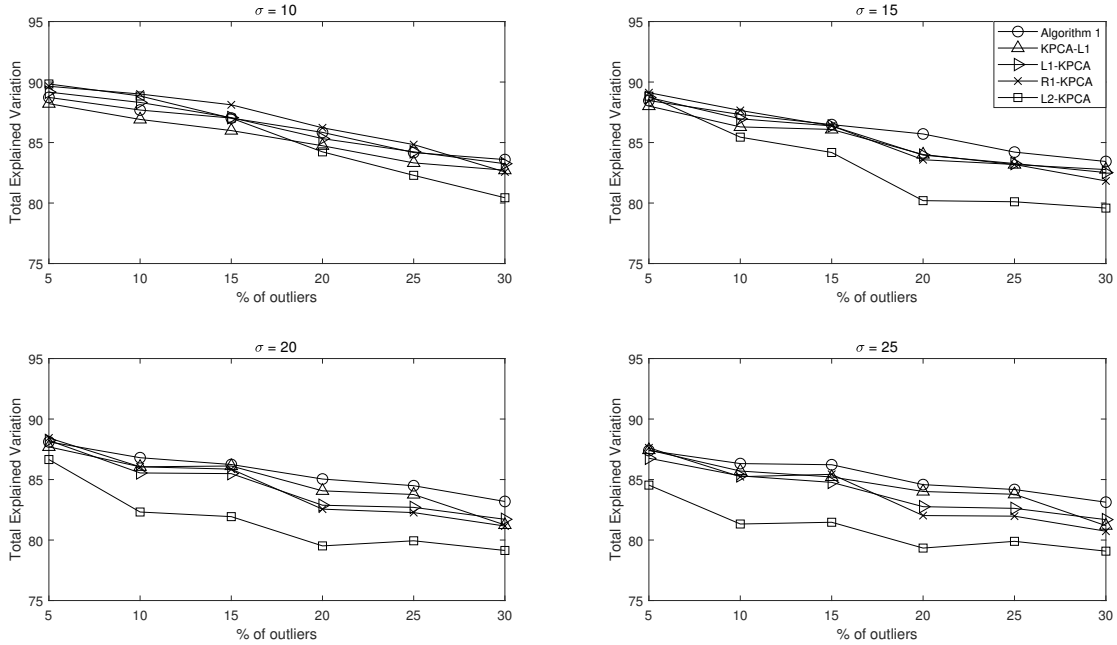 σ = 10
95
90
85
80
75
Total Explained Variation
5 10 15 20 25 30
% of outliers
σ = 15
95
90
85
80
75
Total Explained Variation
5 10 15 20 25 30
% of outliers
Algorithm 1
KPCA-L1
L1-KPCA
R1-KPCA
L2-KPCA
σ = 20
95
90
85
80
75
Total Explained Variation
5 10 15 20 25 30
% of outliers
σ = 25
95
90
85
80
75
Total Explained Variation
5 10 15 20 25 30
% of outliers